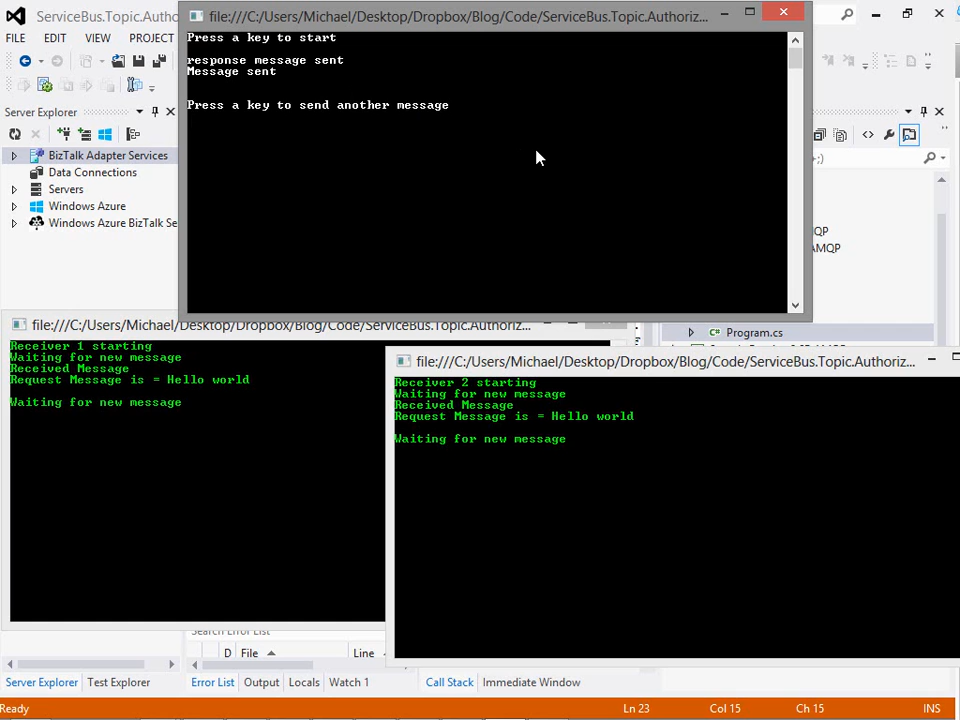 ServiceBus.Topic.Autho
file:///C:/Users/Michael/Desktop/Dropbox/Blog/Code/ServiceBus.Topic.Authoriz...
FILE EDIT VIEW PROJECT
Press a key to start
response message sent
Message sent
Press a key to send another message
Server Explorer
BizTalk Adapter Services
Data Connections
Servers
Windows Azure
Windows Azure BizTalk Se
;)
QP
AMQP
Program.cs
file:///C:/Users/Michael/Desktop/Dropbox/Blog/Code/ServiceBus.Topic.Authoriz...
Receiver 1 starting
Waiting for new message
Received Message
Request Message is = Hello world
Waiting for new message
file:///C:/Users/Michael/Desktop/Dropbox/Blog/Code/ServiceBus.Topic.Authoriz...
Receiver 2 starting
Waiting for new message
Received Message
Request Message is = Hello world
Waiting for new message
Search Error List
D File Line
Server Explorer Test Explorer Error List Output Locals Watch 1 Call Stack Immediate Window
Ready Ln 23 Col 15 Ch 15 INS